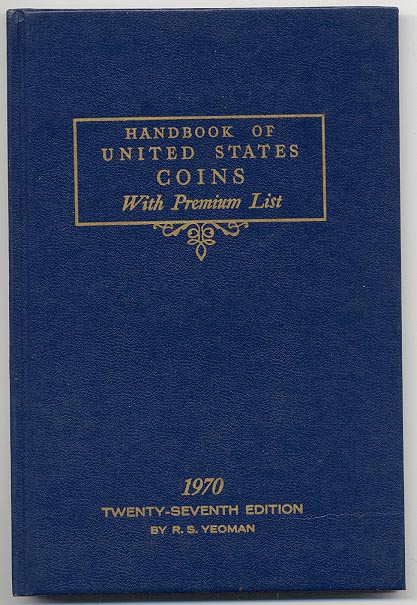 HANDBOOK OF
UNITED STATES
COINS
With Premium List
1970
TWENTY-SEVENTH EDITION
BY R. S. YEOMAN